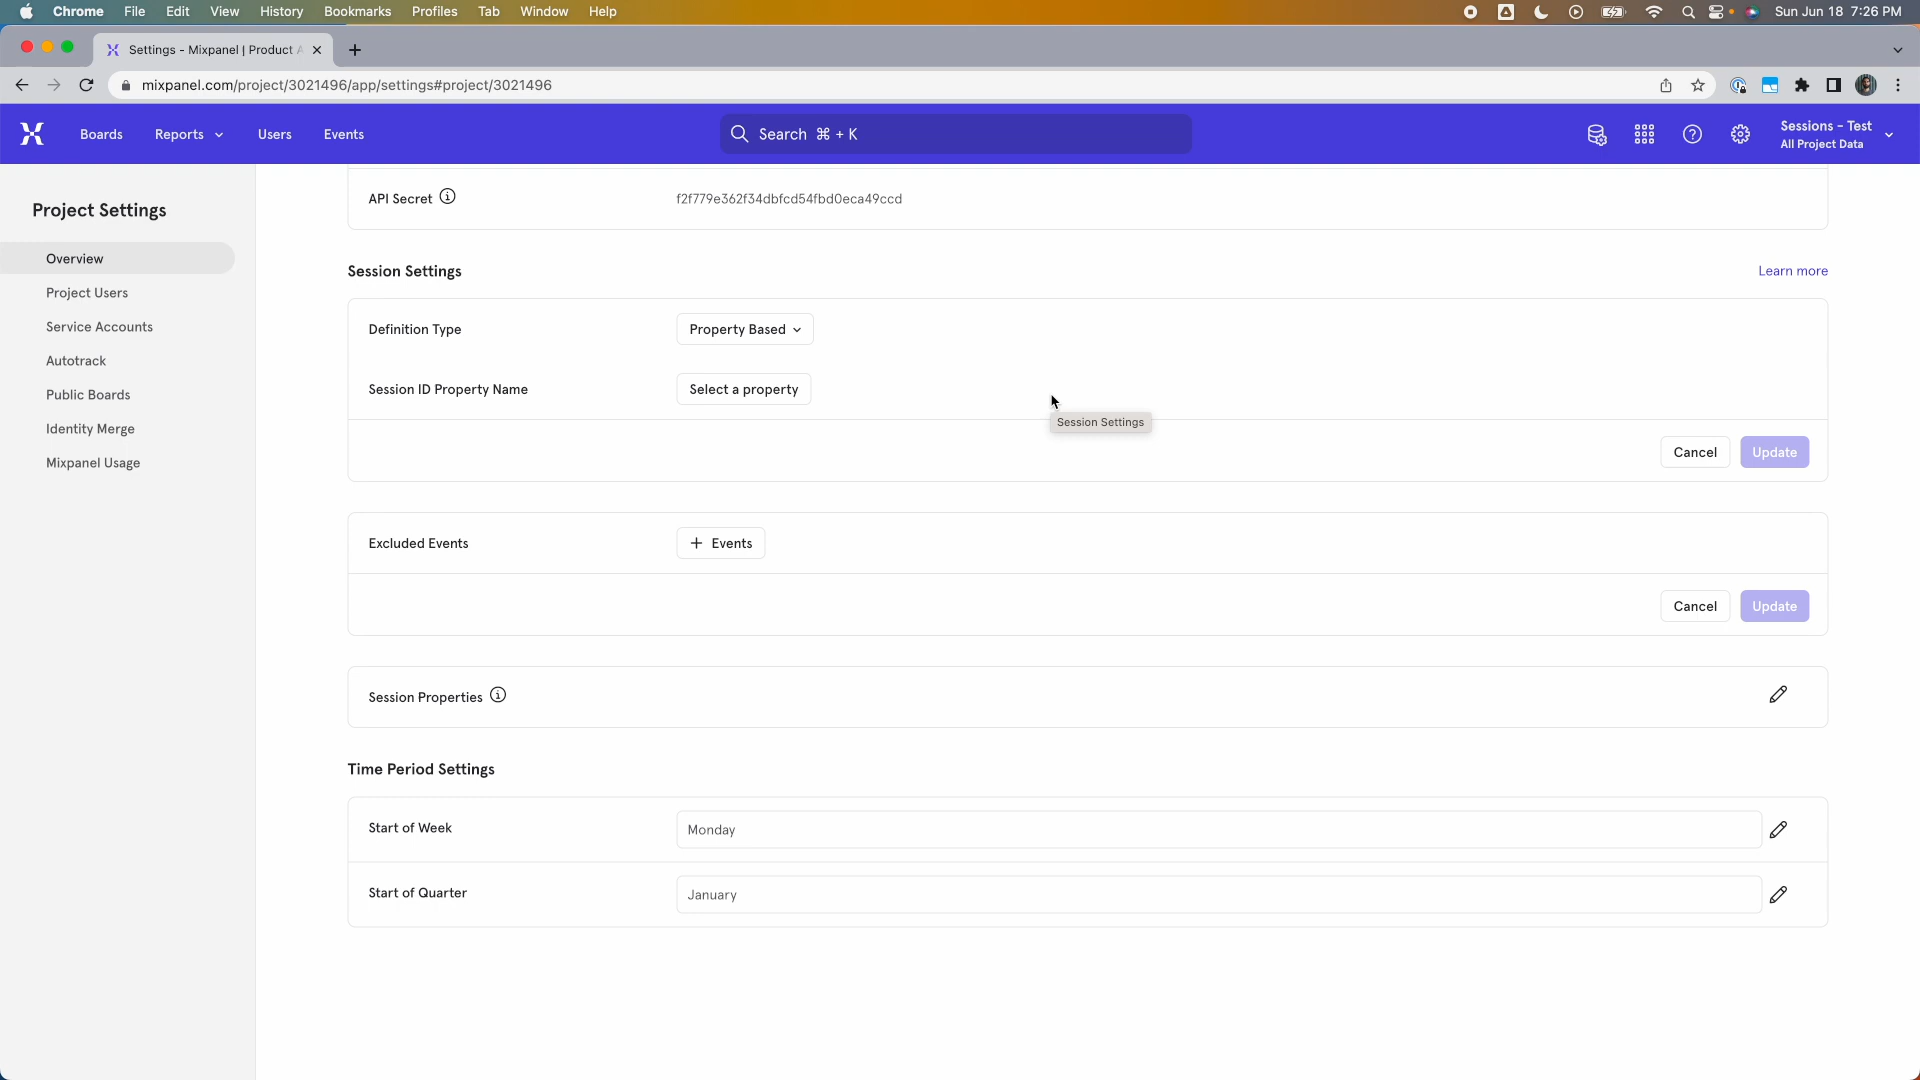 Chrome File Edit View History Bookmarks Profiles Tab Window Help Sun Jun 18 7:26 PM
Settings - Mixpanel | Product A
mixpanel.com/project/3021496/app/settings#project/3021496
Boards Reports Users Events Search ⌘ + K Sessions - Test
All Project Data
Project Settings
Overview
Project Users
Service Accounts
Autotrack
Public Boards
Identity Merge
Mixpanel Usage
API Secret f2f779e362f34dbfcd54fbd0eca49ccd
Session Settings Learn more
Definition Type Property Based
Session ID Property Name Select a property
Session Settings
Cancel Update
Excluded Events + Events
Cancel Update
Session Properties
Time Period Settings
Start of Week Monday
Start of Quarter January